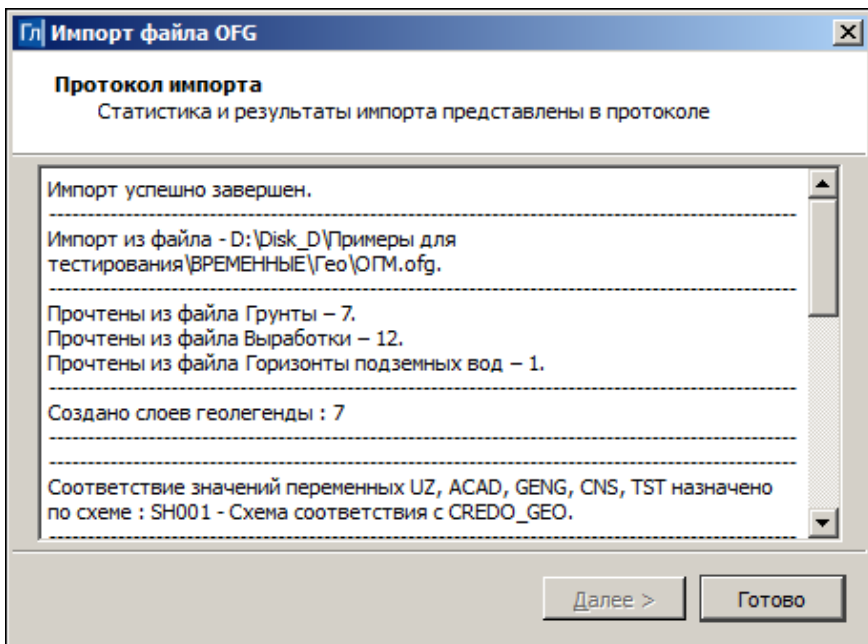 Гл Импорт файла OFG
Протокол импорта
Статистика и результаты импорта представлены в протоколе
Импорт успешно завершен.
Импорт из файла - D:\Disk_D\Примеры для
тестирования\ВРЕМЕННЫЕ\Гео\ОГМ.ofg.
Прочтены из файла Грунты – 7.
Прочтены из файла Выработки – 12.
Прочтены из файла Горизонты подземных вод – 1.
Создано слоев геолегенды : 7
Соответствие значений переменных UZ, ACAD, GENG, CNS, TST назначено
по схеме : SH001 - Схема соответствия с CREDO_GEO.
Далее >
Готово